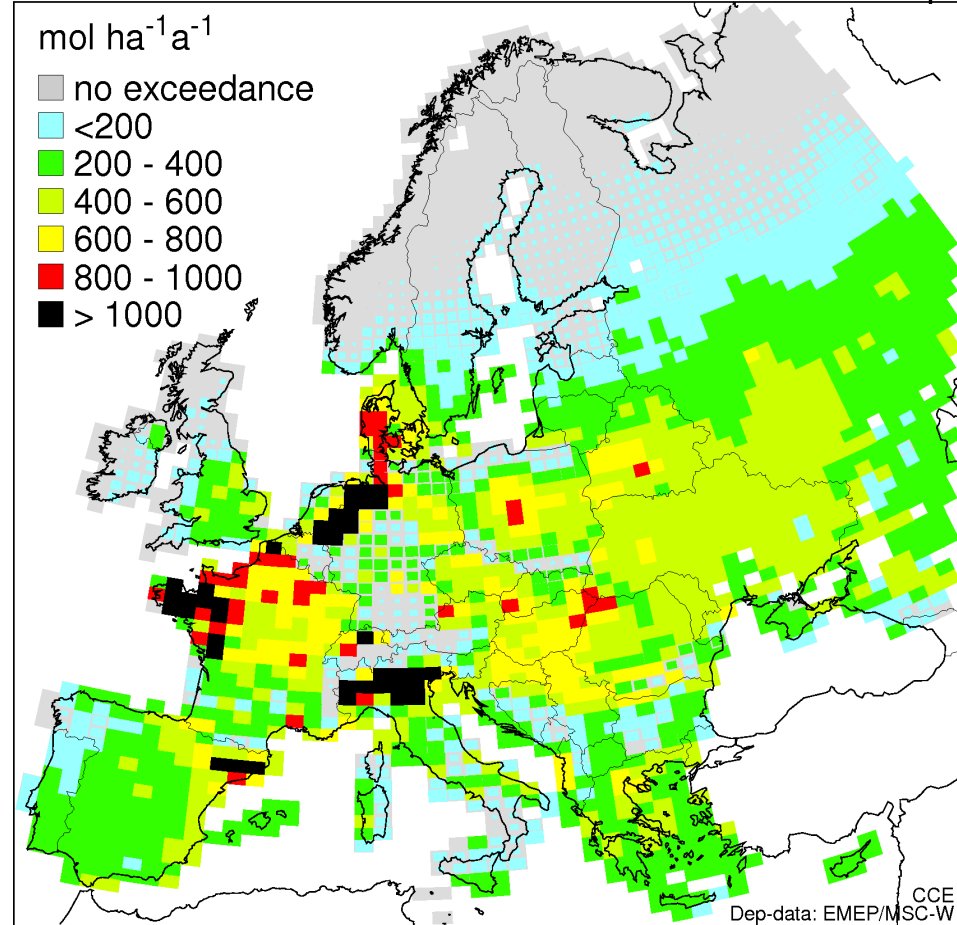 mol ha⁻¹a⁻¹
no exceedance
<200
200 - 400
400 - 600
600 - 800
800 - 1000
> 1000
CCE
Dep-data: EMEP/MSC-W